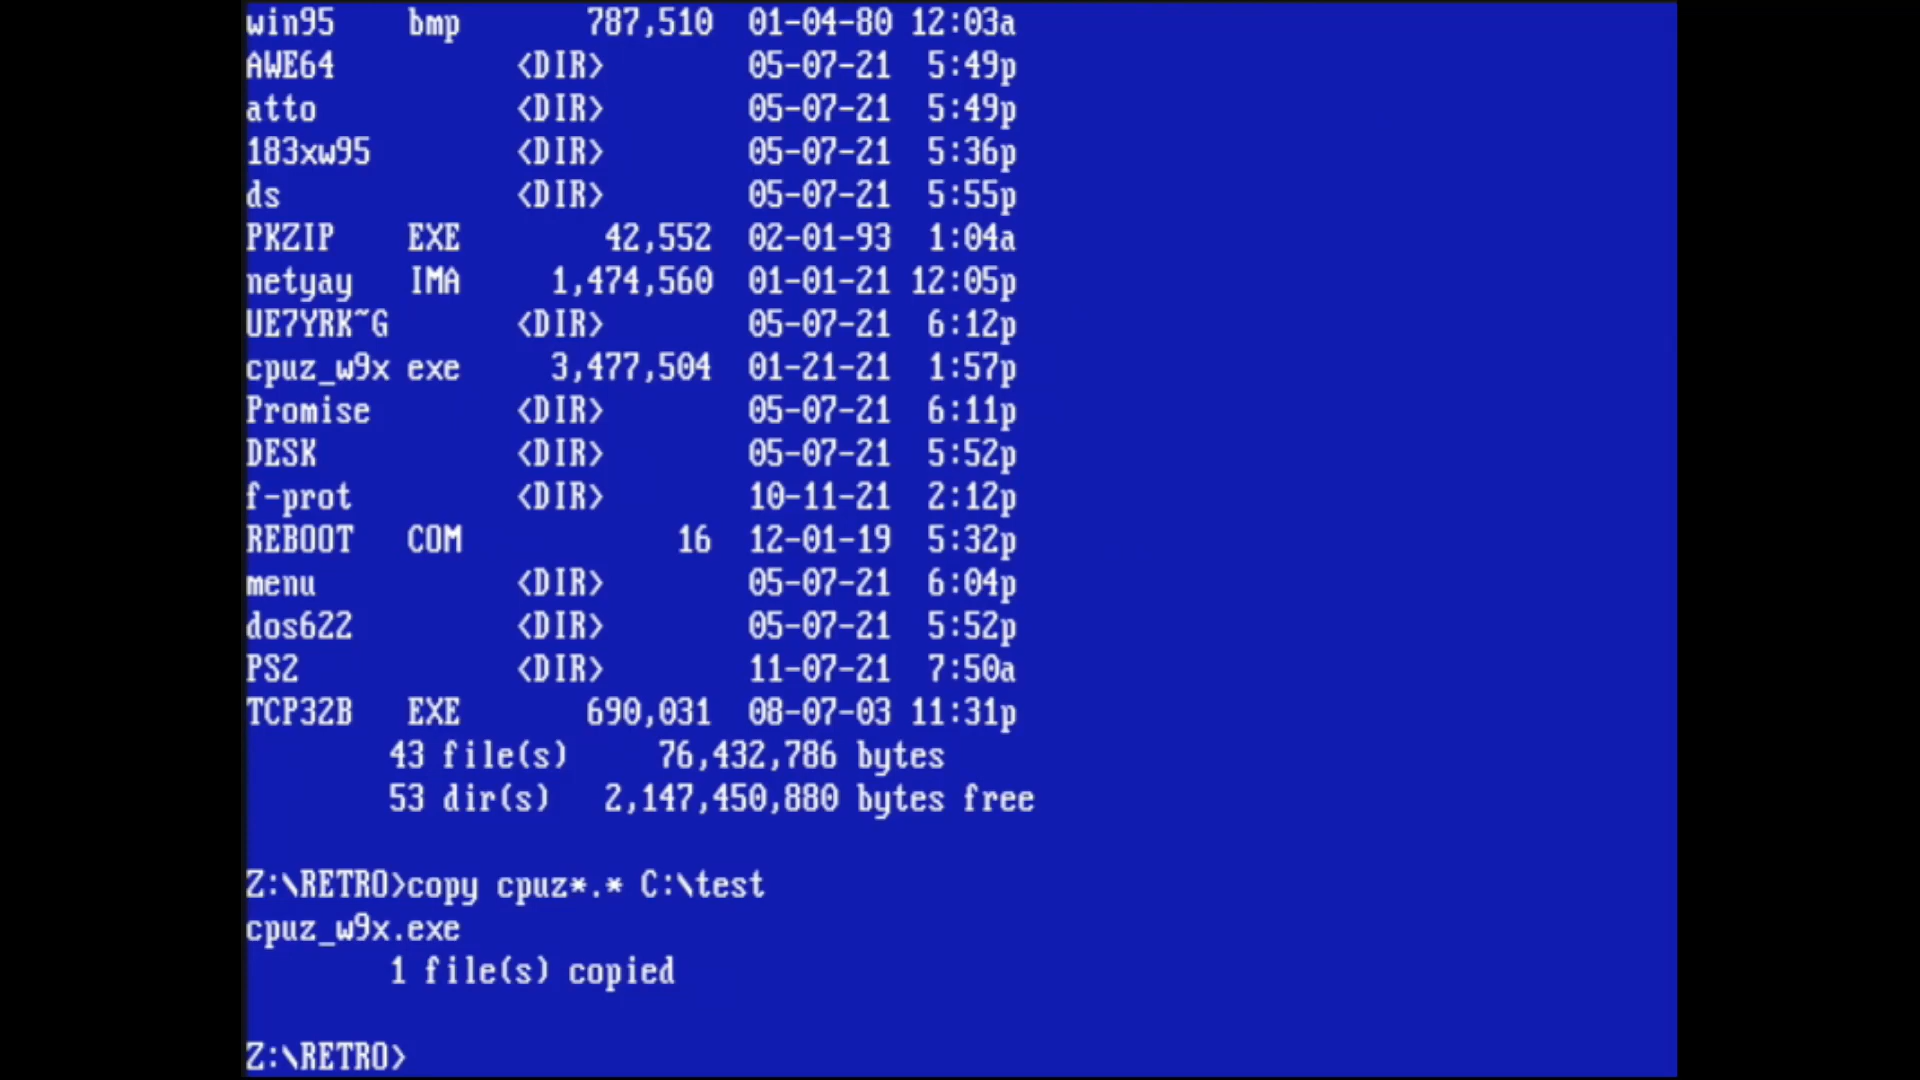 win95    bmp       787,510  01-04-80 12:03a
AWE64          <DIR>        05-07-21  5:49p
atto           <DIR>        05-07-21  5:49p
183xw95        <DIR>        05-07-21  5:36p
ds             <DIR>        05-07-21  5:55p
PKZIP    EXE        42,552  02-01-93  1:04a
netyay   IMA     1,474,560  01-01-21 12:05p
UE7YRK~G       <DIR>        05-07-21  6:12p
cpuz_w9x exe     3,477,504  01-21-21  1:57p
Promise        <DIR>        05-07-21  6:11p
DESK           <DIR>        05-07-21  5:52p
f-prot         <DIR>        10-11-21  2:12p
REBOOT   COM            16  12-01-19  5:32p
menu           <DIR>        05-07-21  6:04p
dos622         <DIR>        05-07-21  5:52p
PS2            <DIR>        11-07-21  7:50a
TCP32B   EXE       690,031  08-07-03 11:31p
        43 file(s)     76,432,786 bytes
        53 dir(s)   2,147,450,880 bytes free
Z:\RETRO>copy cpuz*.* C:\test
cpuz_w9x.exe
        1 file(s) copied
Z:\RETRO>